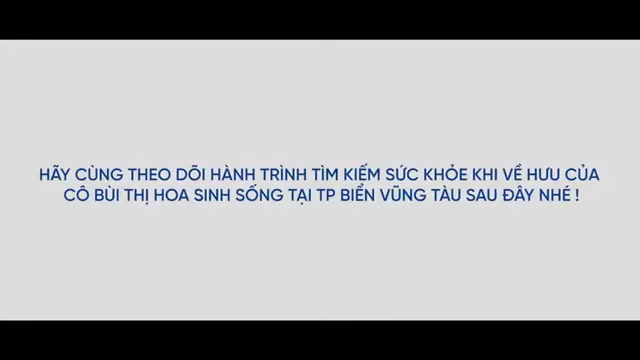 HÃY CÙNG THEO DÕI HÀNH TRÌNH TÌM KIẾM SỨC KHỎE KHI VỀ HƯU CỦA
CÔ BÙI THỊ HOA SINH SỐNG TẠI TP BIỂN VŨNG TÀU SAU ĐÂY NHÉ !